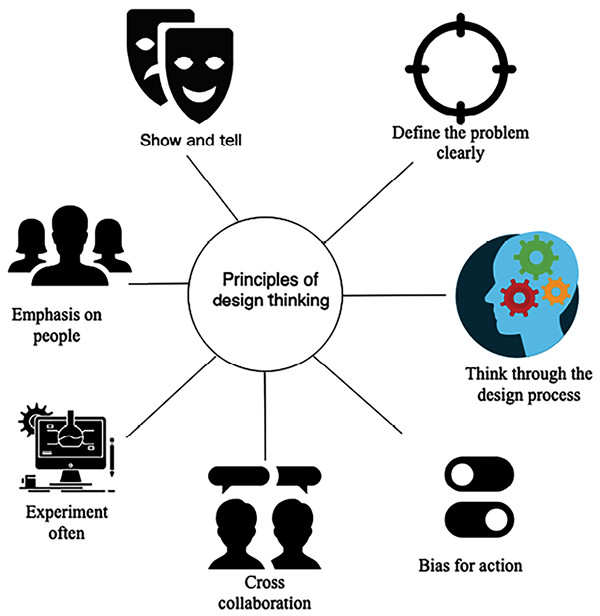 Show and tell
Define the problem
clearly
Principles of
design thinking
Emphasis on
people
Think through the
design process
Experiment
often
Cross
collaboration
Bias for action